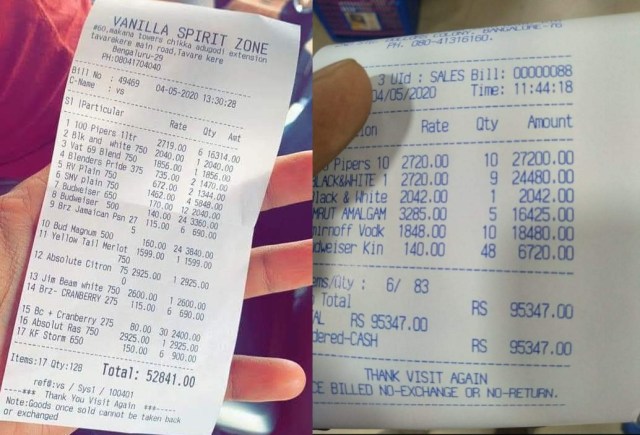 VANILLA SPIRIT ZONE
#60,makana towers chikka adugodi extension
tavarekere main road,Tavare kere
Bengaluru-29
PH:08041704040
Bill No : 49469 04-05-2020 13:30:28
C-Name : vs
Sl |Particular Rate Qty Amt
1 100 Pipers 1ltr 2719.00 6 16314.00
2 Blk and white 750 2040.00 1 2040.00
3 Vat 69 Blend 750 1856.00 1 1856.00
4 Blenders Pride 375 735.00 2 1470.00
5 RV Plain 750 672.00 2 1344.00
6 SMV plain 750 1462.00 4 5848.00
7 Budweiser 650 170.00 12 2040.00
8 Budweiser 500 140.00 24 3360.00
9 Brz Jamaican Psn 27 115.00 6 690.00
5
10 Bud Magnum 500 160.00 24 3840.00
11 Yellow Tail Merlot 1599.00 1 1599.00
750
12 Absolute Citron 75 2925.00 1 2925.00
0
13 Jim Beam white 750 2600.00 1 2600.00
14 Brz- CRANBERRY 275 115.00 6 690.00
15 Bc + Cranberry 275 80.00 30 2400.00
16 Absolut Ras 750 2925.00 1 2925.00
17 KF Storm 650 150.00 6 900.00
Items:17 Qty:128 Total: 52841.00
ref@:vs / Sys1 / 100401
---*** Thank You Visit Again ***-----
Note:Goods once sold cannot be taken back
or exchanged
COLONY, BANGALORE-76
PH. 080-41316160.
3 UId : SALES Bill: 00000088
04/05/2020 Time: 11:44:18
ion Rate Qty Amount
Pipers 10 2720.00 10 27200.00
BLACK&WHITE 1 2720.00 9 24480.00
lack & White 2042.00 1 2042.00
MRUT AMALGAM 3285.00 5 16425.00
mirnoff Vodk 1848.00 10 18480.00
udweiser Kin 140.00 48 6720.00
ems/Qty : 6/ 83
Total RS 95347.00
AL RS 95347.00
dered-CASH RS 95347.00
THANK VISIT AGAIN
CE BILLED NO-EXCHANGE OR NO-RETURN.